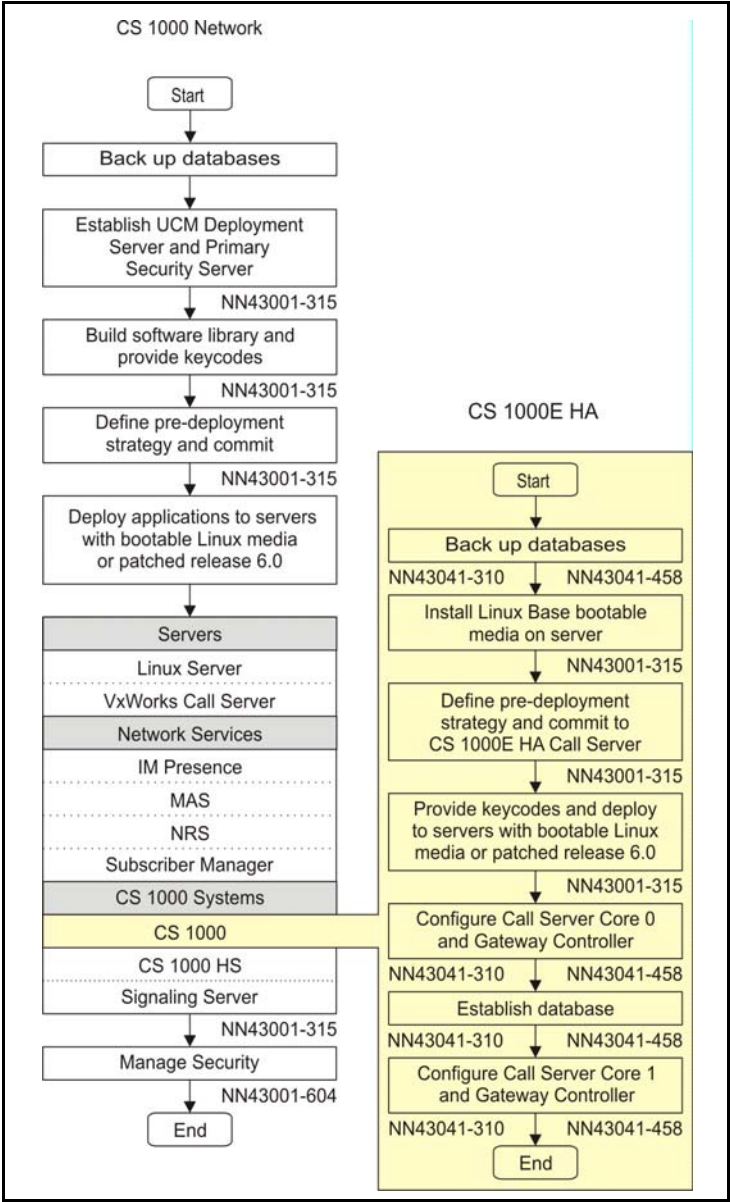 CS 1000 Network
Start
Back up databases
Establish UCM Deployment
Server and Primary
Security Server
NN43001-315
Build software library and
provide keycodes
NN43001-315
Define pre-deployment
strategy and commit
NN43001-315
Deploy applications to servers
with bootable Linux media
or patched release 6.0
Servers
Linux Server
VxWorks Call Server
Network Services
IM Presence
MAS
NRS
Subscriber Manager
CS 1000 Systems
CS 1000
CS 1000 HS
Signaling Server
NN43001-315
Manage Security
NN43001-604
End
CS 1000E HA
Start
Back up databases
NN43041-310 NN43041-458
Install Linux Base bootable
media on server
NN43001-315
Define pre-deployment
strategy and commit to
CS 1000E HA Call Server
NN43001-315
Provide keycodes and deploy
to servers with bootable Linux
media or patched release 6.0
NN43001-315
Configure Call Server Core 0
and Gateway Controller
NN43041-310 NN43041-458
Establish database
NN43041-310 NN43041-458
Configure Call Server Core 1
and Gateway Controller
NN43041-310 NN43041-458
End